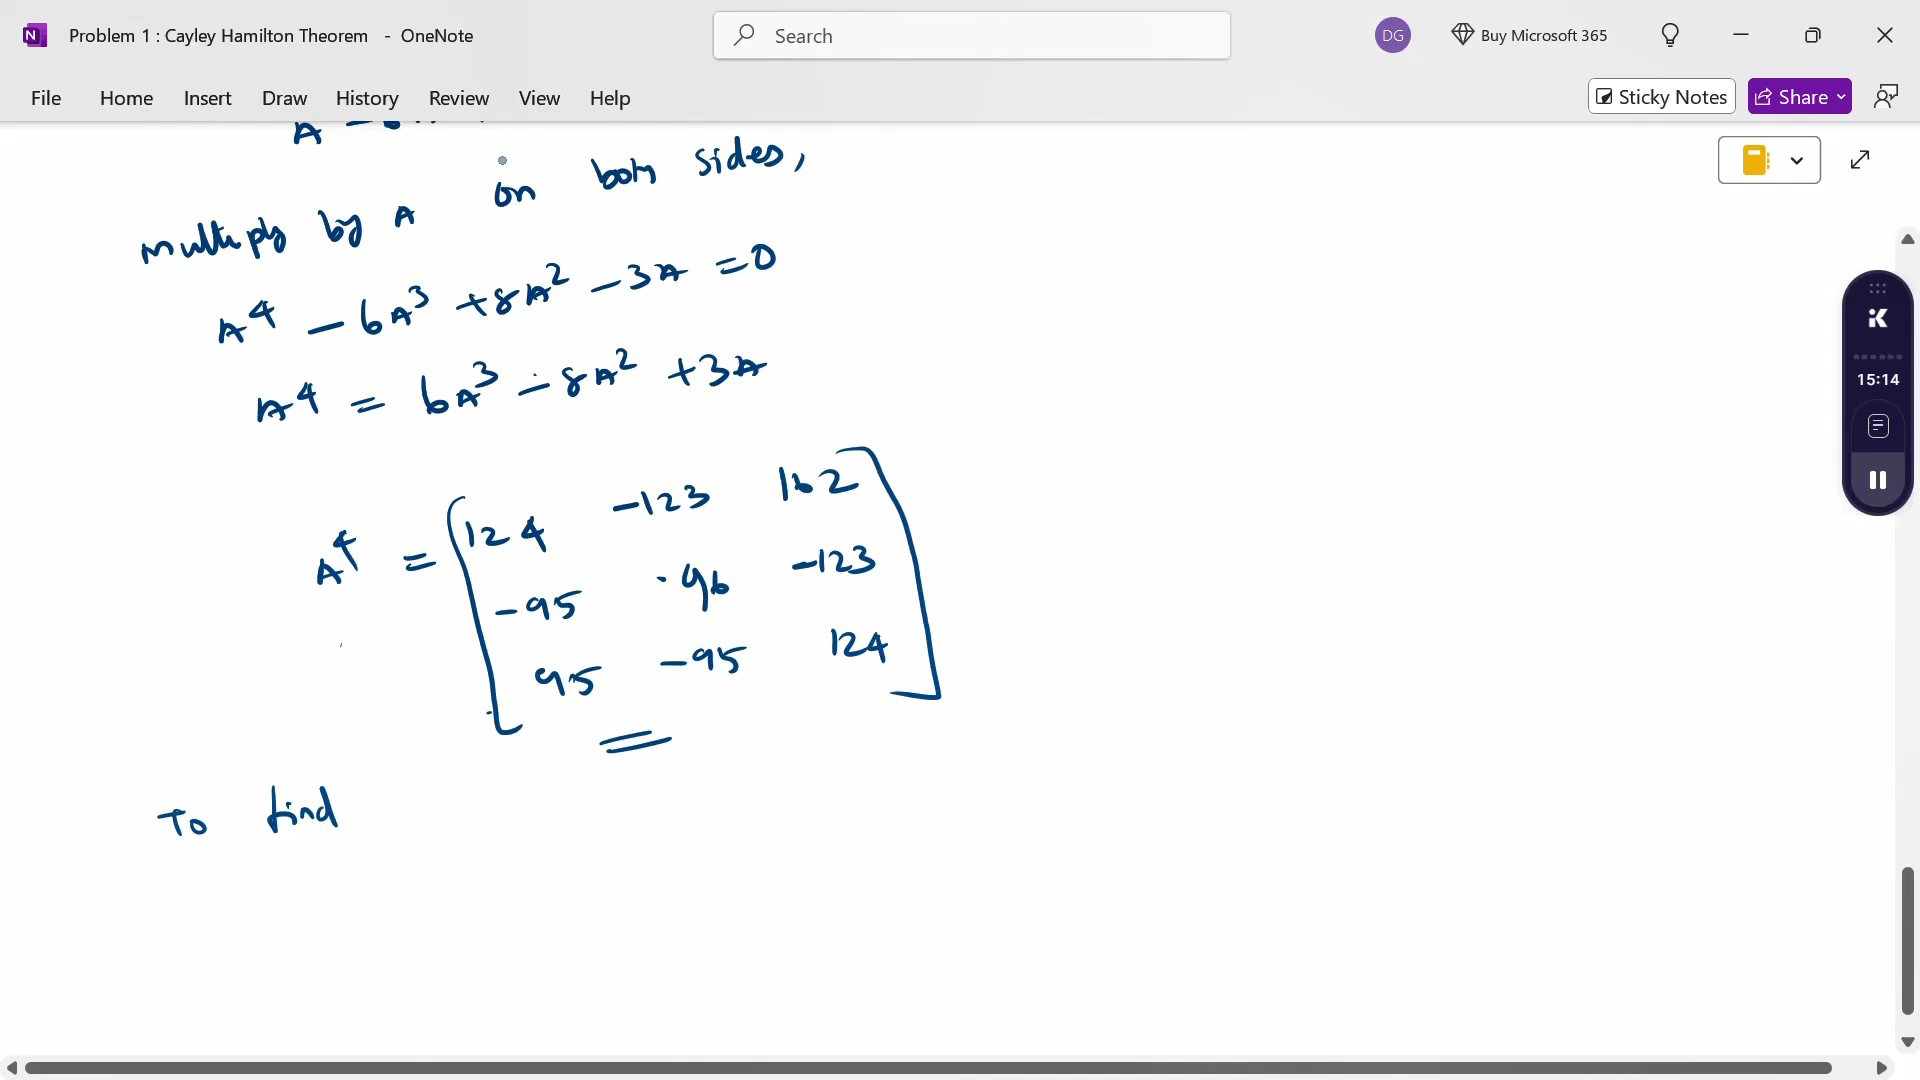 Problem 1 : Cayley Hamilton Theorem - OneNote
Search
DG
Buy Microsoft 365
File Home Insert Draw History Review View Help
Sticky Notes
Share
multiply by A on both sides,
A⁴ - 6A³ + 8A² - 3A = 0
A⁴ = 6A³ - 8A² + 3A
15:14
A⁴ = [124 -123 162
-95 96 -123
95 -95 124]
To find